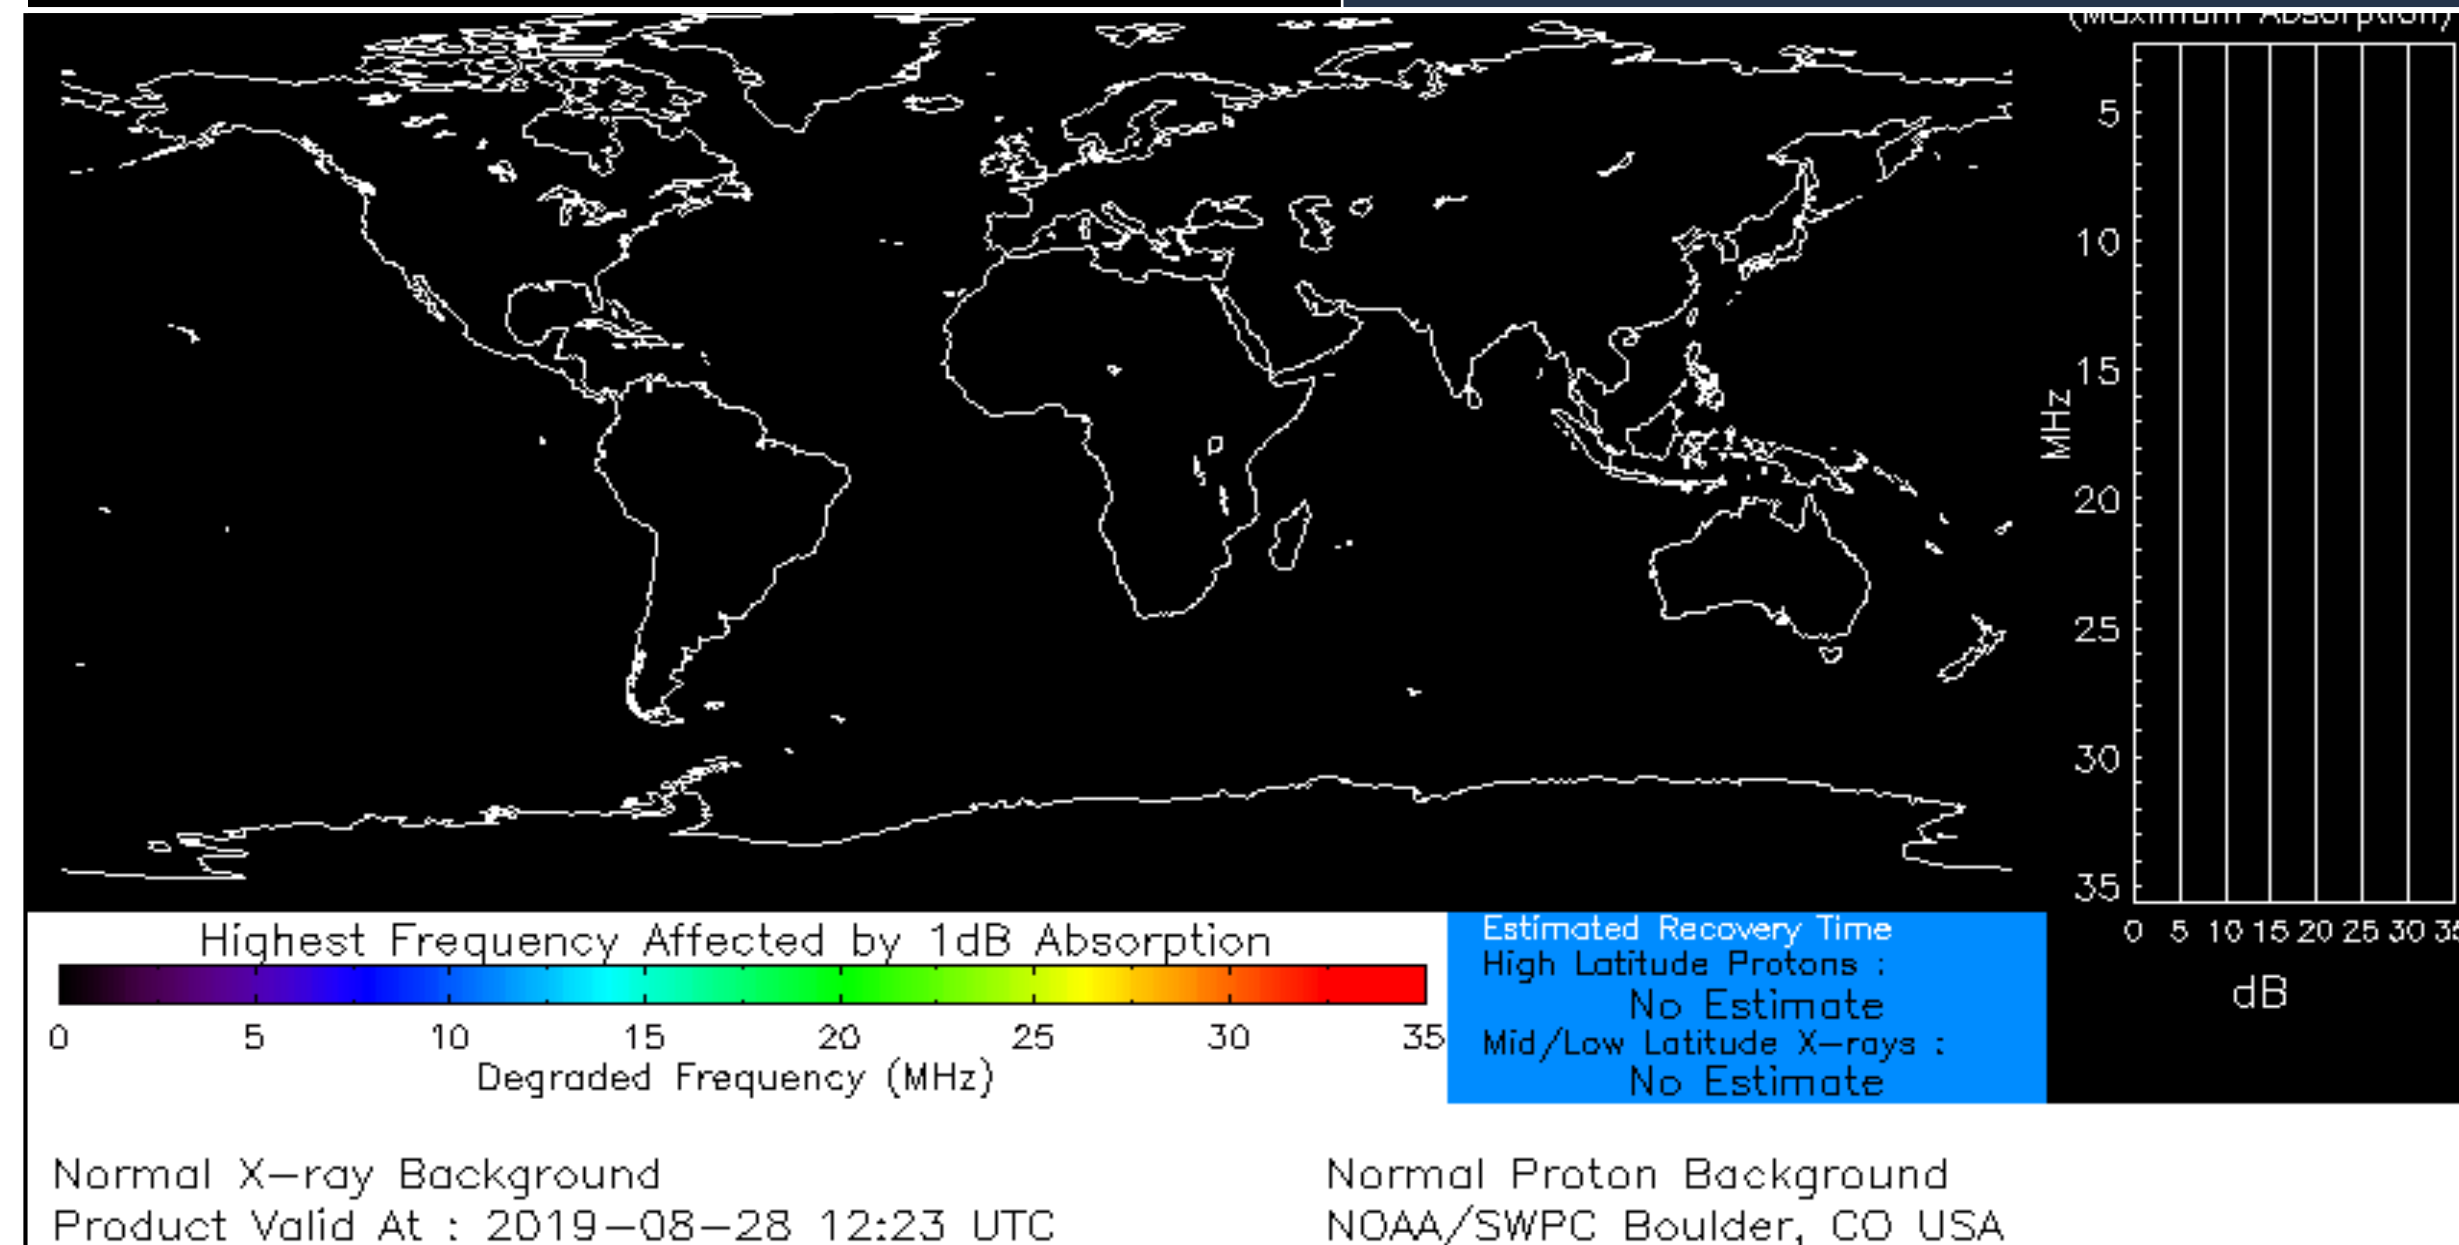 (Maximum Absorption)
5
10
15
20
25
30
35
MHz
0 5 10 15 20 25 30 35
dB
Highest Frequency Affected by 1dB Absorption
0 5 10 15 20 25 30 35
Degraded Frequency (MHz)
Estimated Recovery Time
High Latitude Protons :
No Estimate
Mid/Low Latitude X-rays :
No Estimate
Normal X-ray Background
Product Valid At : 2019-08-28 12:23 UTC
Normal Proton Background
NOAA/SWPC Boulder, CO USA